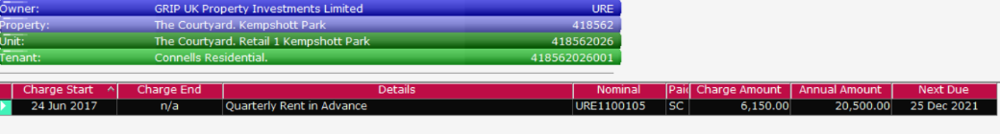 Owner: GRIP UK Property Investments Limited URE
Property: The Courtyard. Kempshott Park 418562
Unit: The Courtyard. Retail 1 Kempshott Park 418562026
Tenant: Connells Residential. 418562026001
Charge Start ^ Charge End Details Nominal Paid Charge Amount Annual Amount Next Due
24 Jun 2017 n/a Quarterly Rent in Advance URE1100105 SC 6,150.00 20,500.00 25 Dec 2021